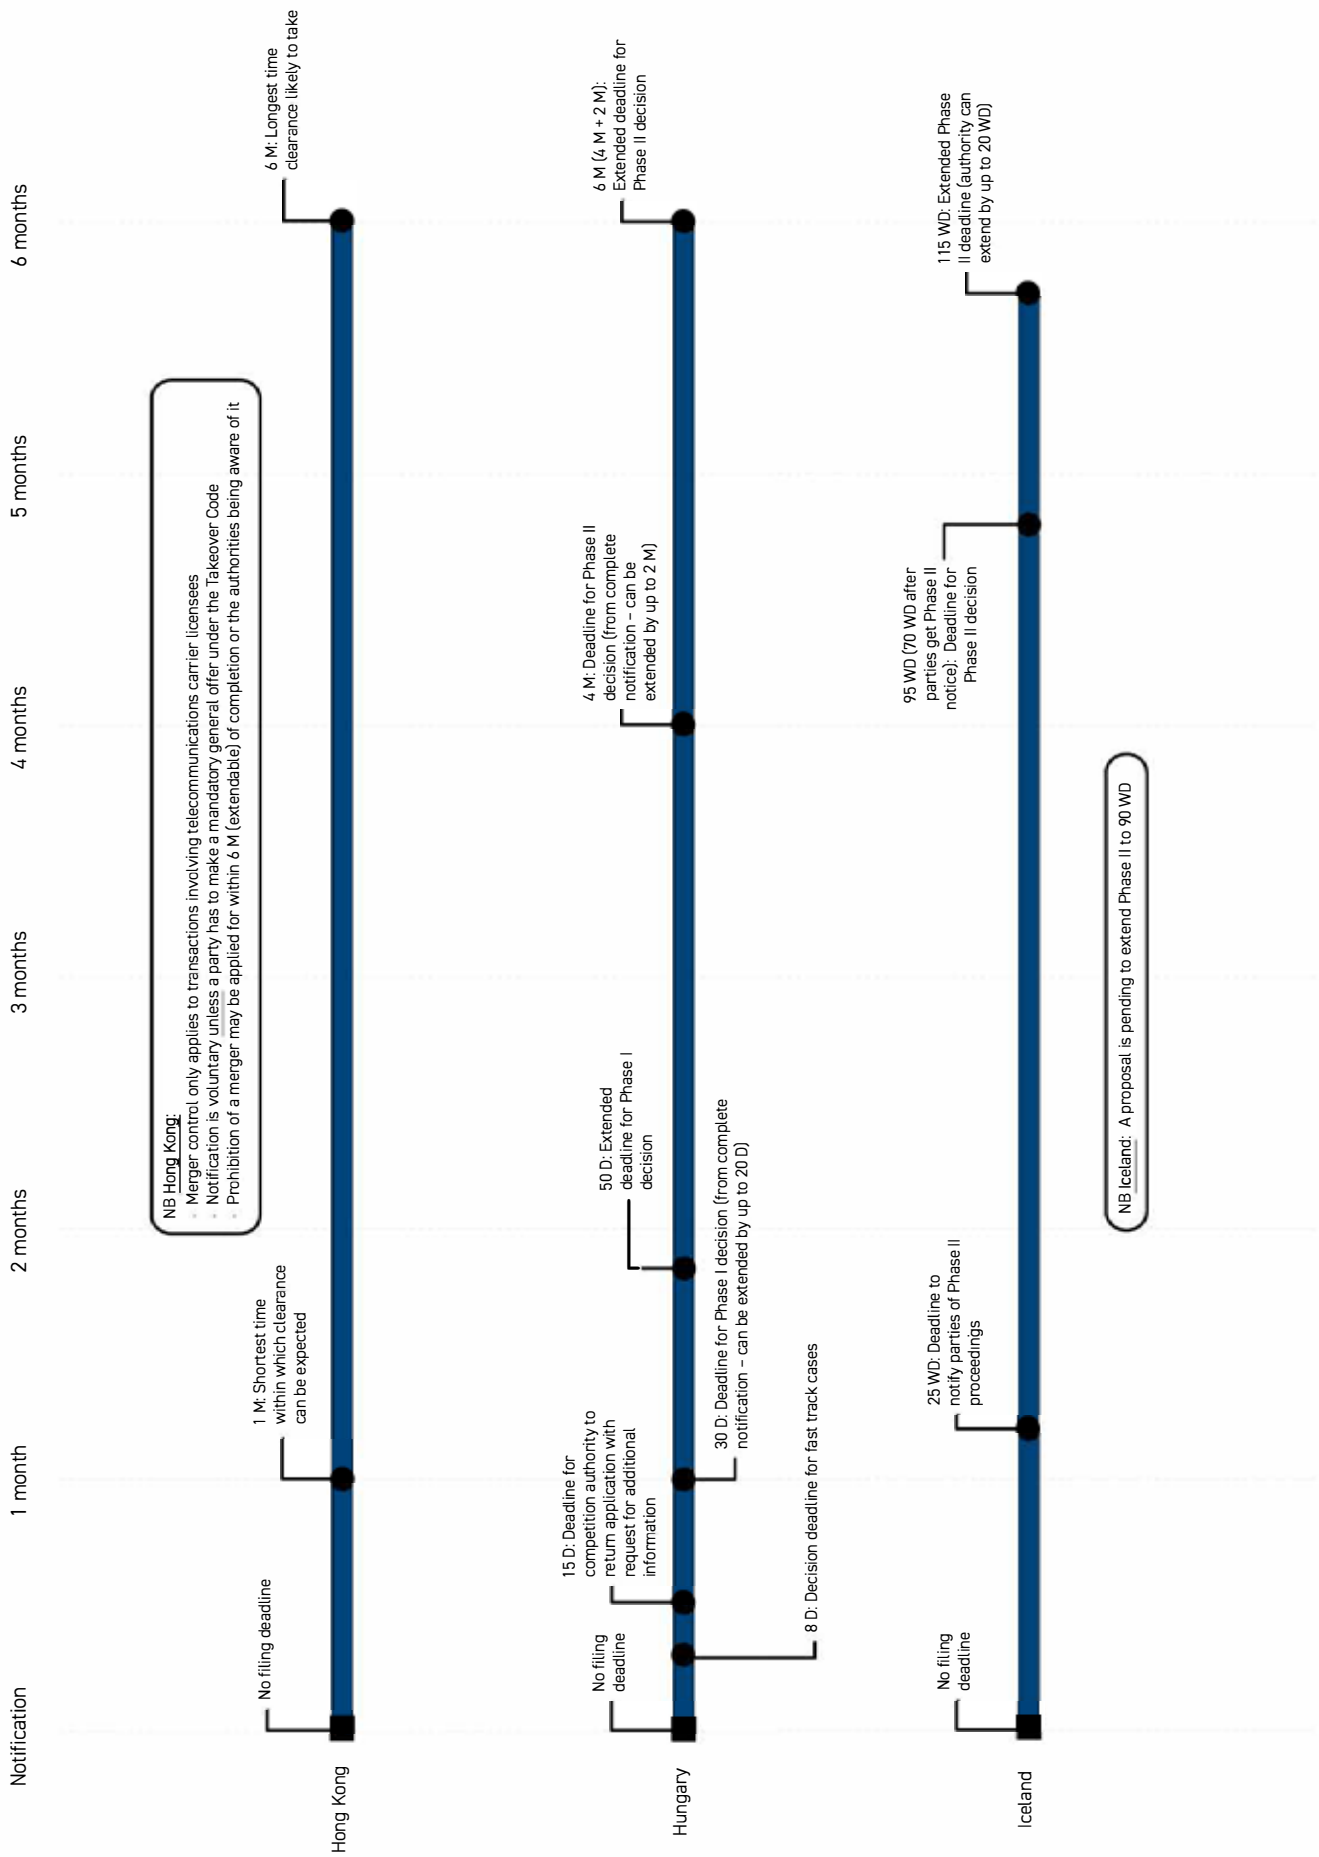 Notification
1 month
2 months
3 months
4 months
5 months
6 months
NB Hong Kong:
Merger control only applies to transactions involving telecommunications carrier licensees
Notification is voluntary unless a party has to make a mandatory general offer under the Takeover Code
Prohibition of a merger may be applied for within 6 M (extendable) of completion or the authorities being aware of it
Hong Kong
No filing deadline
1 M: Shortest time
within which clearance
can be expected
6 M: Longest time
clearance likely to take
Hungary
No filing
deadline
8 D: Decision deadline for fast track cases
15 D: Deadline for
competition authority to
return application with
request for additional
information
30 D: Deadline for Phase I decision (from complete
notification – can be extended by up to 20 D)
50 D: Extended
deadline for Phase I
decision
4 M: Deadline for Phase II
decision (from complete
notification – can be
extended by up to 2 M)
6 M (4 M + 2 M):
Extended deadline for
Phase II decision
Iceland
No filing
deadline
25 WD: Deadline to
notify parties of Phase II
proceedings
95 WD (70 WD after
parties get Phase II
notice): Deadline for
Phase II decision
115 WD: Extended Phase
II deadline (authority can
extend by up to 20 WD)
NB Iceland: A proposal is pending to extend Phase II to 90 WD